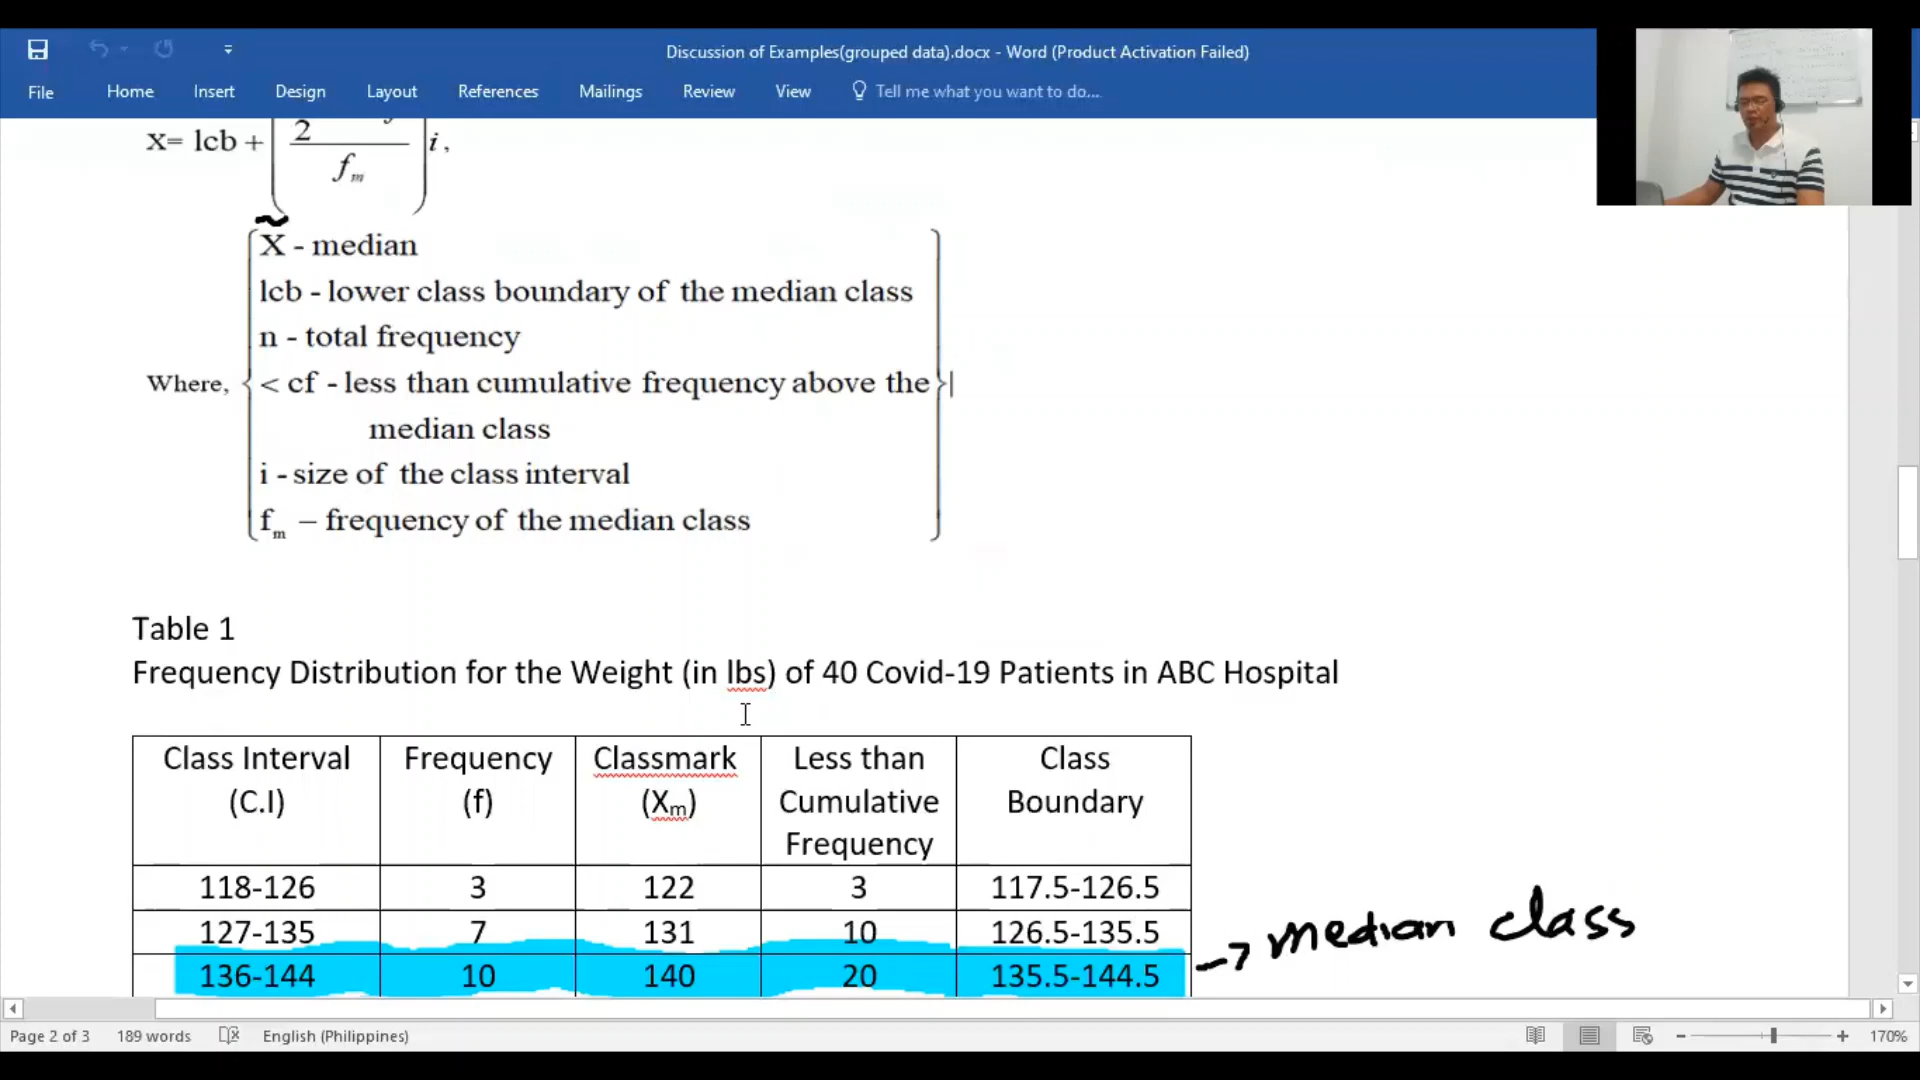 Discussion of Examples(grouped data).docx - Word (Product Activation Failed)
File Home Insert Design Layout References Mailings Review View Tell me what you want to do...
X= lcb + 2
f m i ,
X - median
lcb - lower class boundary of the median class
n - total frequency
Where, < cf - less than cumulative frequency above the
median class
i - size of the class interval
fm – frequency of the median class
Table 1
Frequency Distribution for the Weight (in lbs) of 40 Covid-19 Patients in ABC Hospital
Class Interval Frequency Classmark Less than Class
(C.I) (f) (Xm) Cumulative Boundary
Frequency
118-126 3 122 3 117.5-126.5
127-135 7 131 10 126.5-135.5
136-144 10 140 20 135.5-144.5
→ median class
Page 2 of 3 189 words English (Philippines) 170%